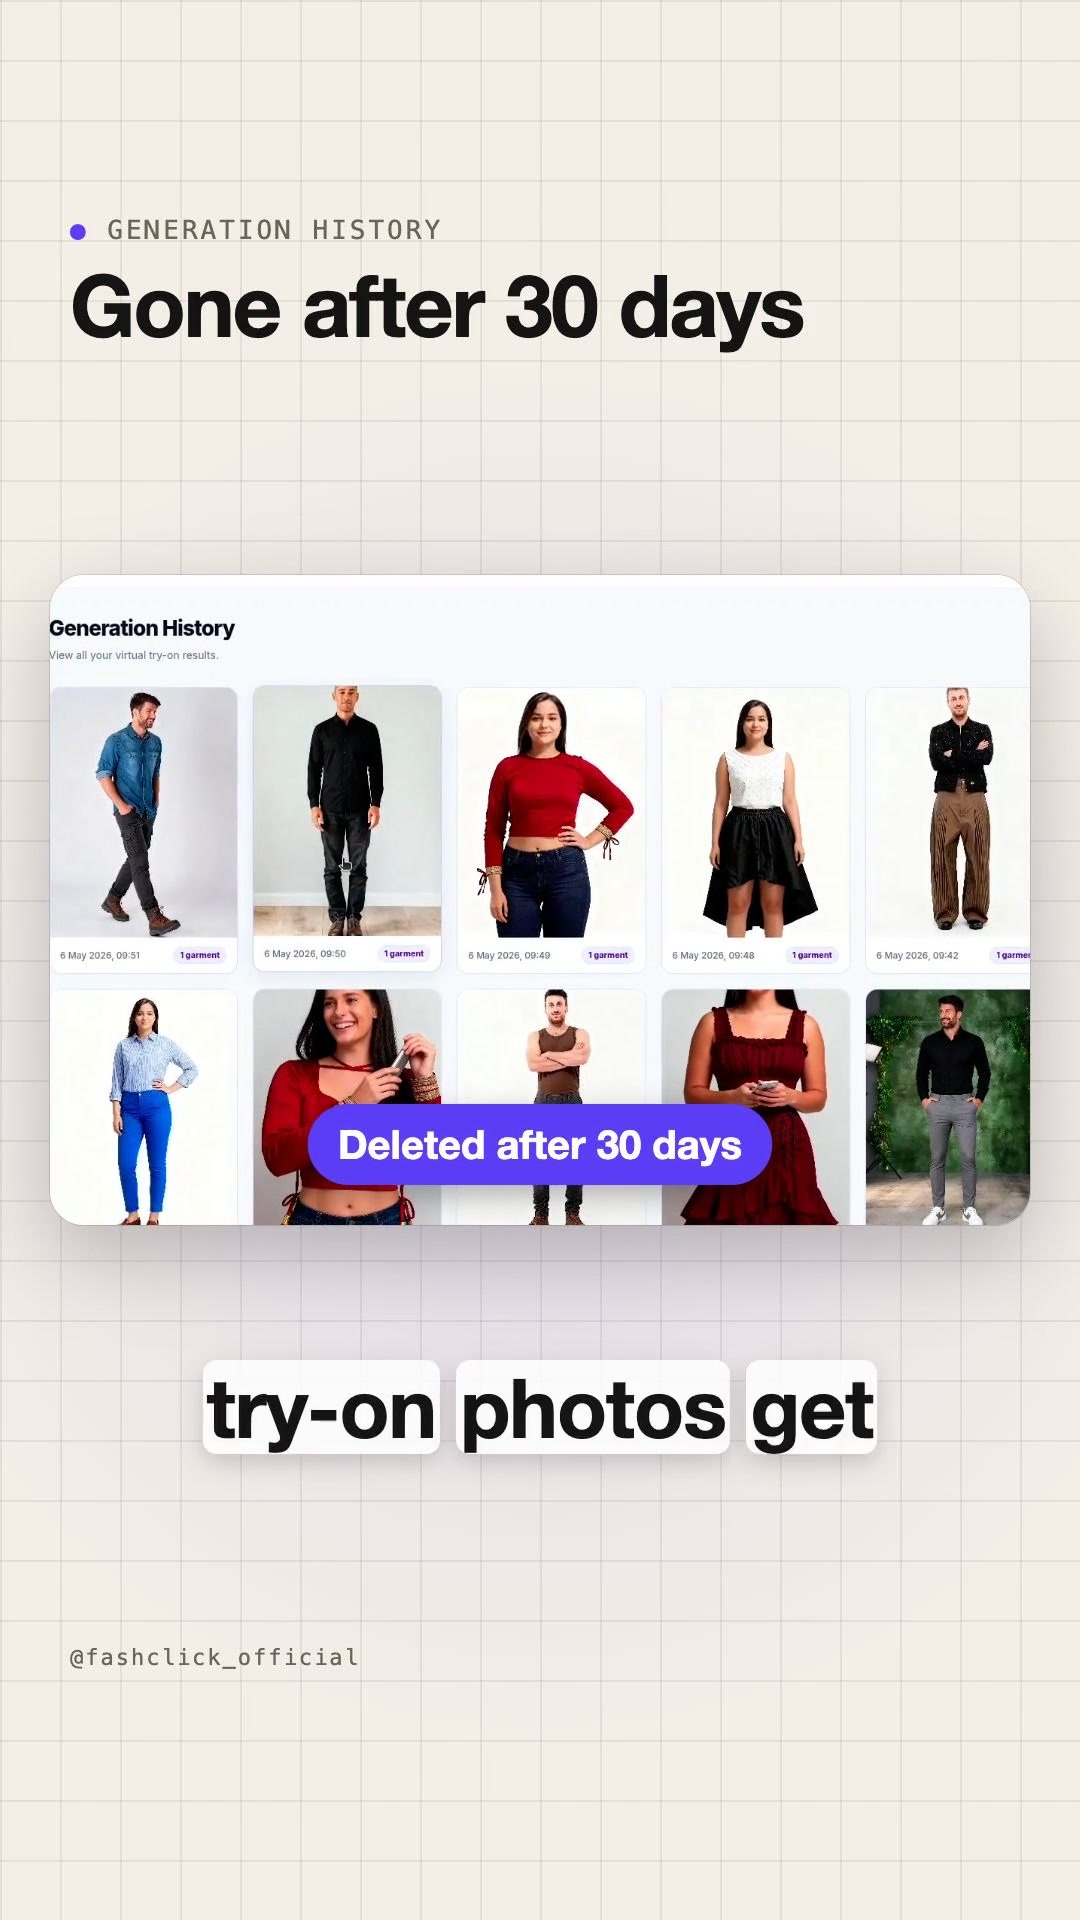 GENERATION HISTORY
Gone after 30 days
Generation History
View all your virtual try-on results.
6 May 2026, 09:51 1 garment
6 May 2026, 09:50 1 garment
6 May 2026, 09:49 1 garment
6 May 2026, 09:48 1 garment
6 May 2026, 09:42 1 garmen
Deleted after 30 days
try-on photos get
@fashclick_official